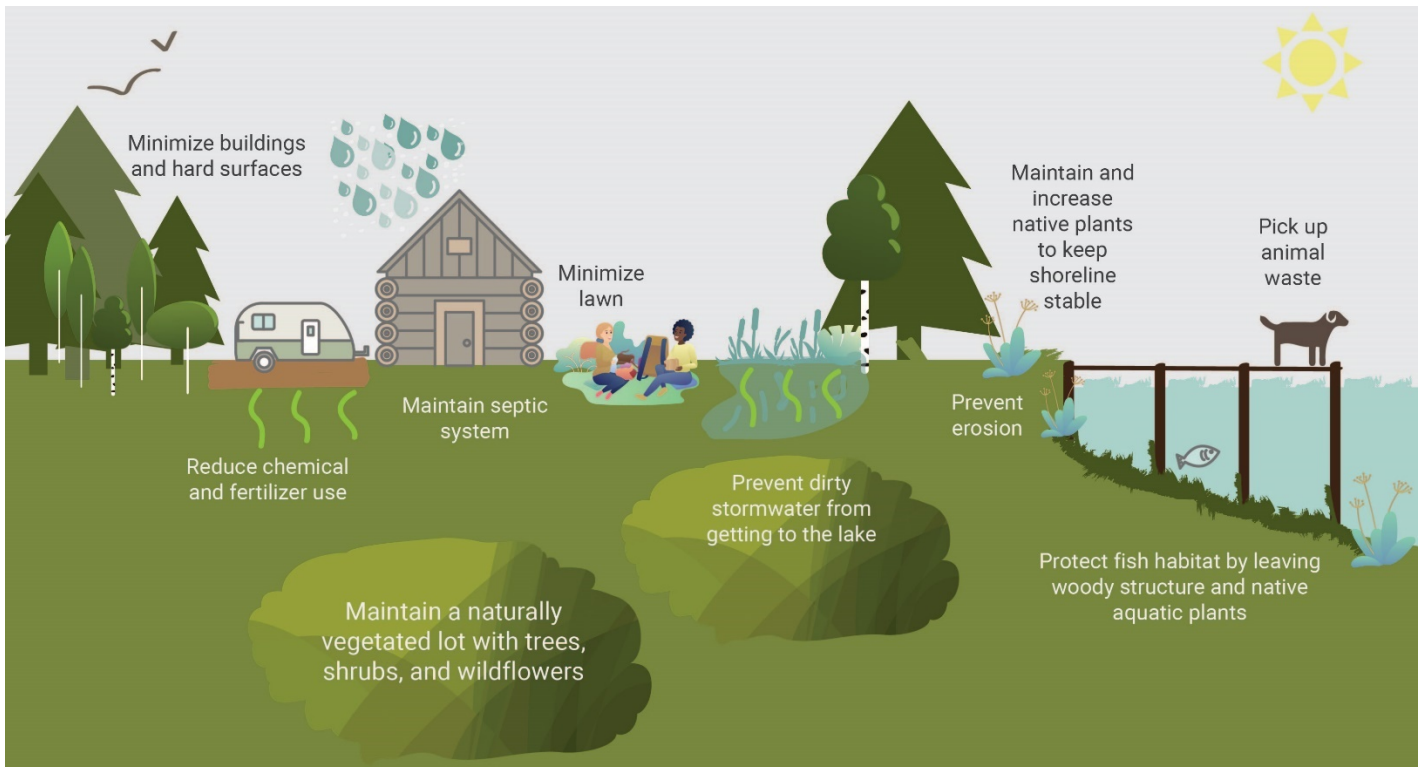 Minimize buildings
and hard surfaces
Maintain and
increase
native plants
to keep
shoreline
stable
Pick up
animal
waste
Minimize
lawn
Maintain septic
system
Prevent
erosion
Reduce chemical
and fertilizer use
Prevent dirty
stormwater from
getting to the lake
Protect fish habitat by leaving
woody structure and native
aquatic plants
Maintain a naturally
vegetated lot with trees,
shrubs, and wildflowers